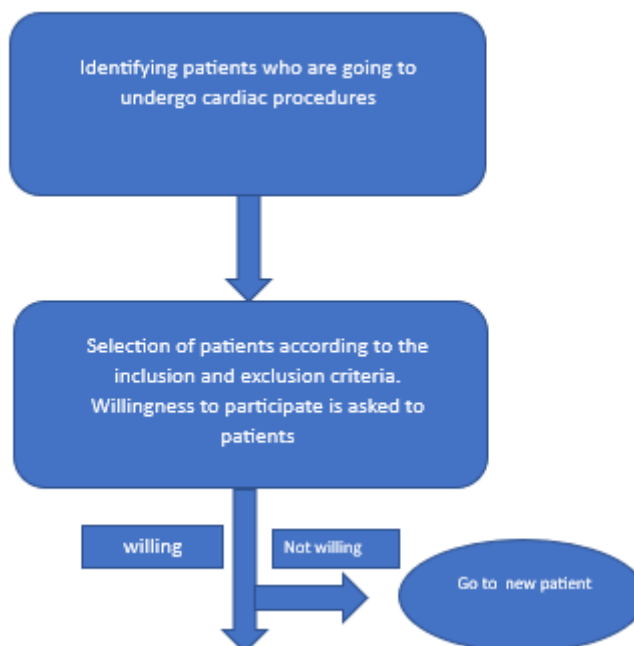 Identifying patients who are going to
undergo cardiac procedures
Selection of patients according to the
inclusion and exclusion criteria.
Willingness to participate is asked to
patients
willing
Not willing
Go to new patient